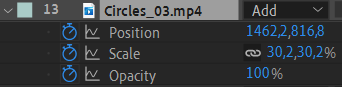 13 Circles_03.mp4 Add
Position 1462,2,816,8
Scale 30,2,30,2%
Opacity 100%